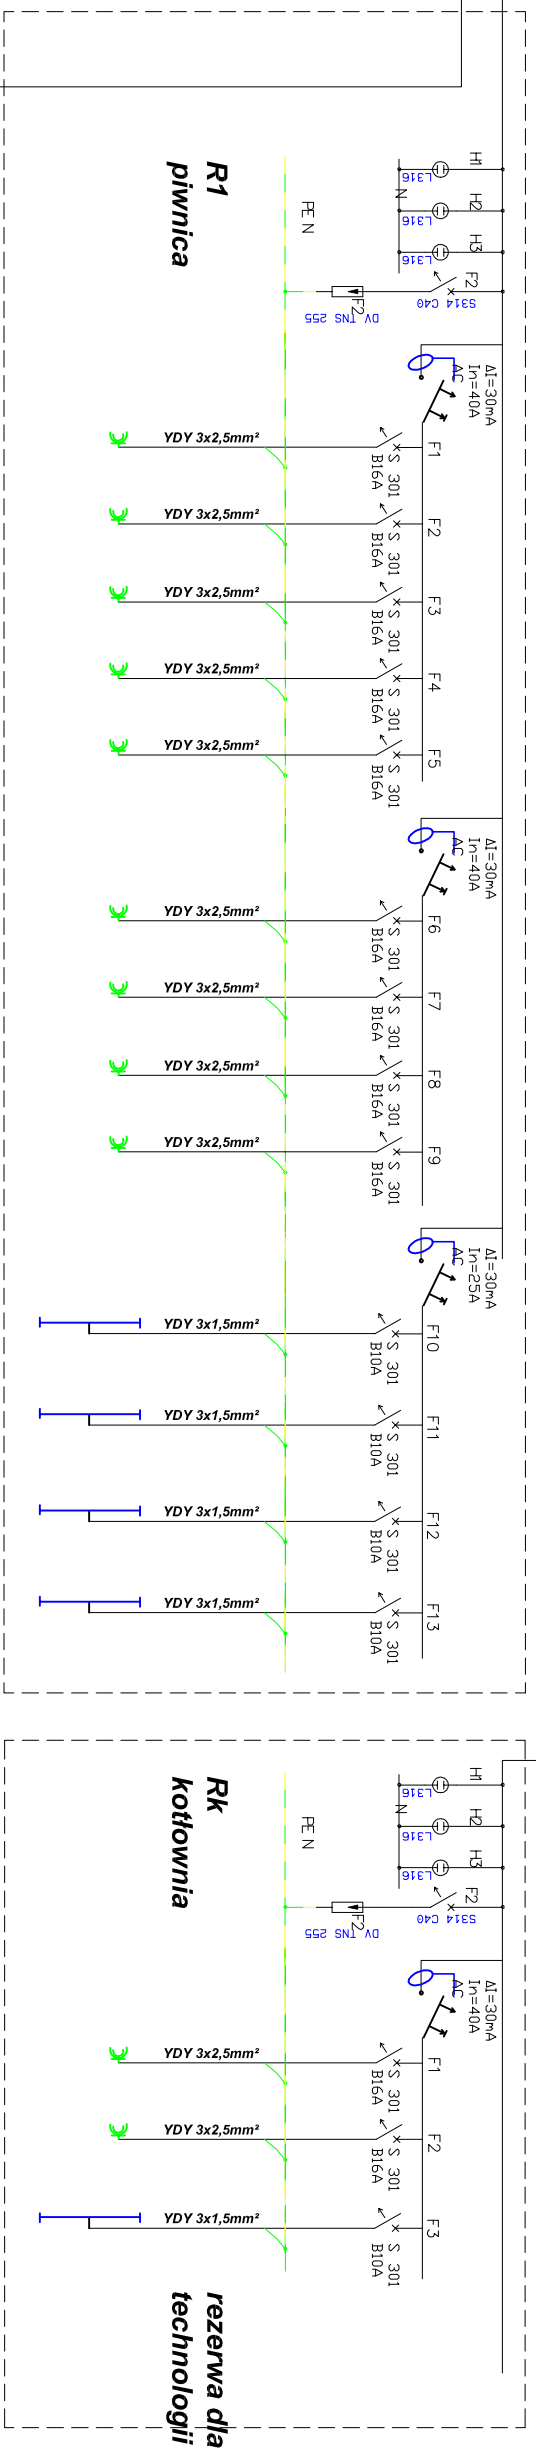 H1
L316
H2
L316
H3
L316
N
F2
S314 C40
F2
DV TNS 255
PE N
R1
piwnica
ΔI=30mA
In=40A
AC
F1
S 301
B16A
YDY 3x2,5mm²
F2
S 301
B16A
YDY 3x2,5mm²
F3
S 301
B16A
YDY 3x2,5mm²
F4
S 301
B16A
YDY 3x2,5mm²
F5
S 301
B16A
YDY 3x2,5mm²
ΔI=30mA
In=40A
AC
F6
S 301
B16A
YDY 3x2,5mm²
F7
S 301
B16A
YDY 3x2,5mm²
F8
S 301
B16A
YDY 3x2,5mm²
F9
S 301
B16A
YDY 3x2,5mm²
ΔI=30mA
In=25A
AC
F10
S 301
B10A
YDY 3x1,5mm²
F11
S 301
B10A
YDY 3x1,5mm²
F12
S 301
B10A
YDY 3x1,5mm²
F13
S 301
B10A
YDY 3x1,5mm²
H1
L316
H2
L316
H3
L316
N
F2
S314 C40
F2
DV TNS 255
PE N
Rk
kotłownia
ΔI=30mA
In=40A
AC
F1
S 301
B16A
YDY 3x2,5mm²
F2
S 301
B16A
YDY 3x2,5mm²
F3
S 301
B10A
YDY 3x1,5mm²
rezerwa dla
technologii